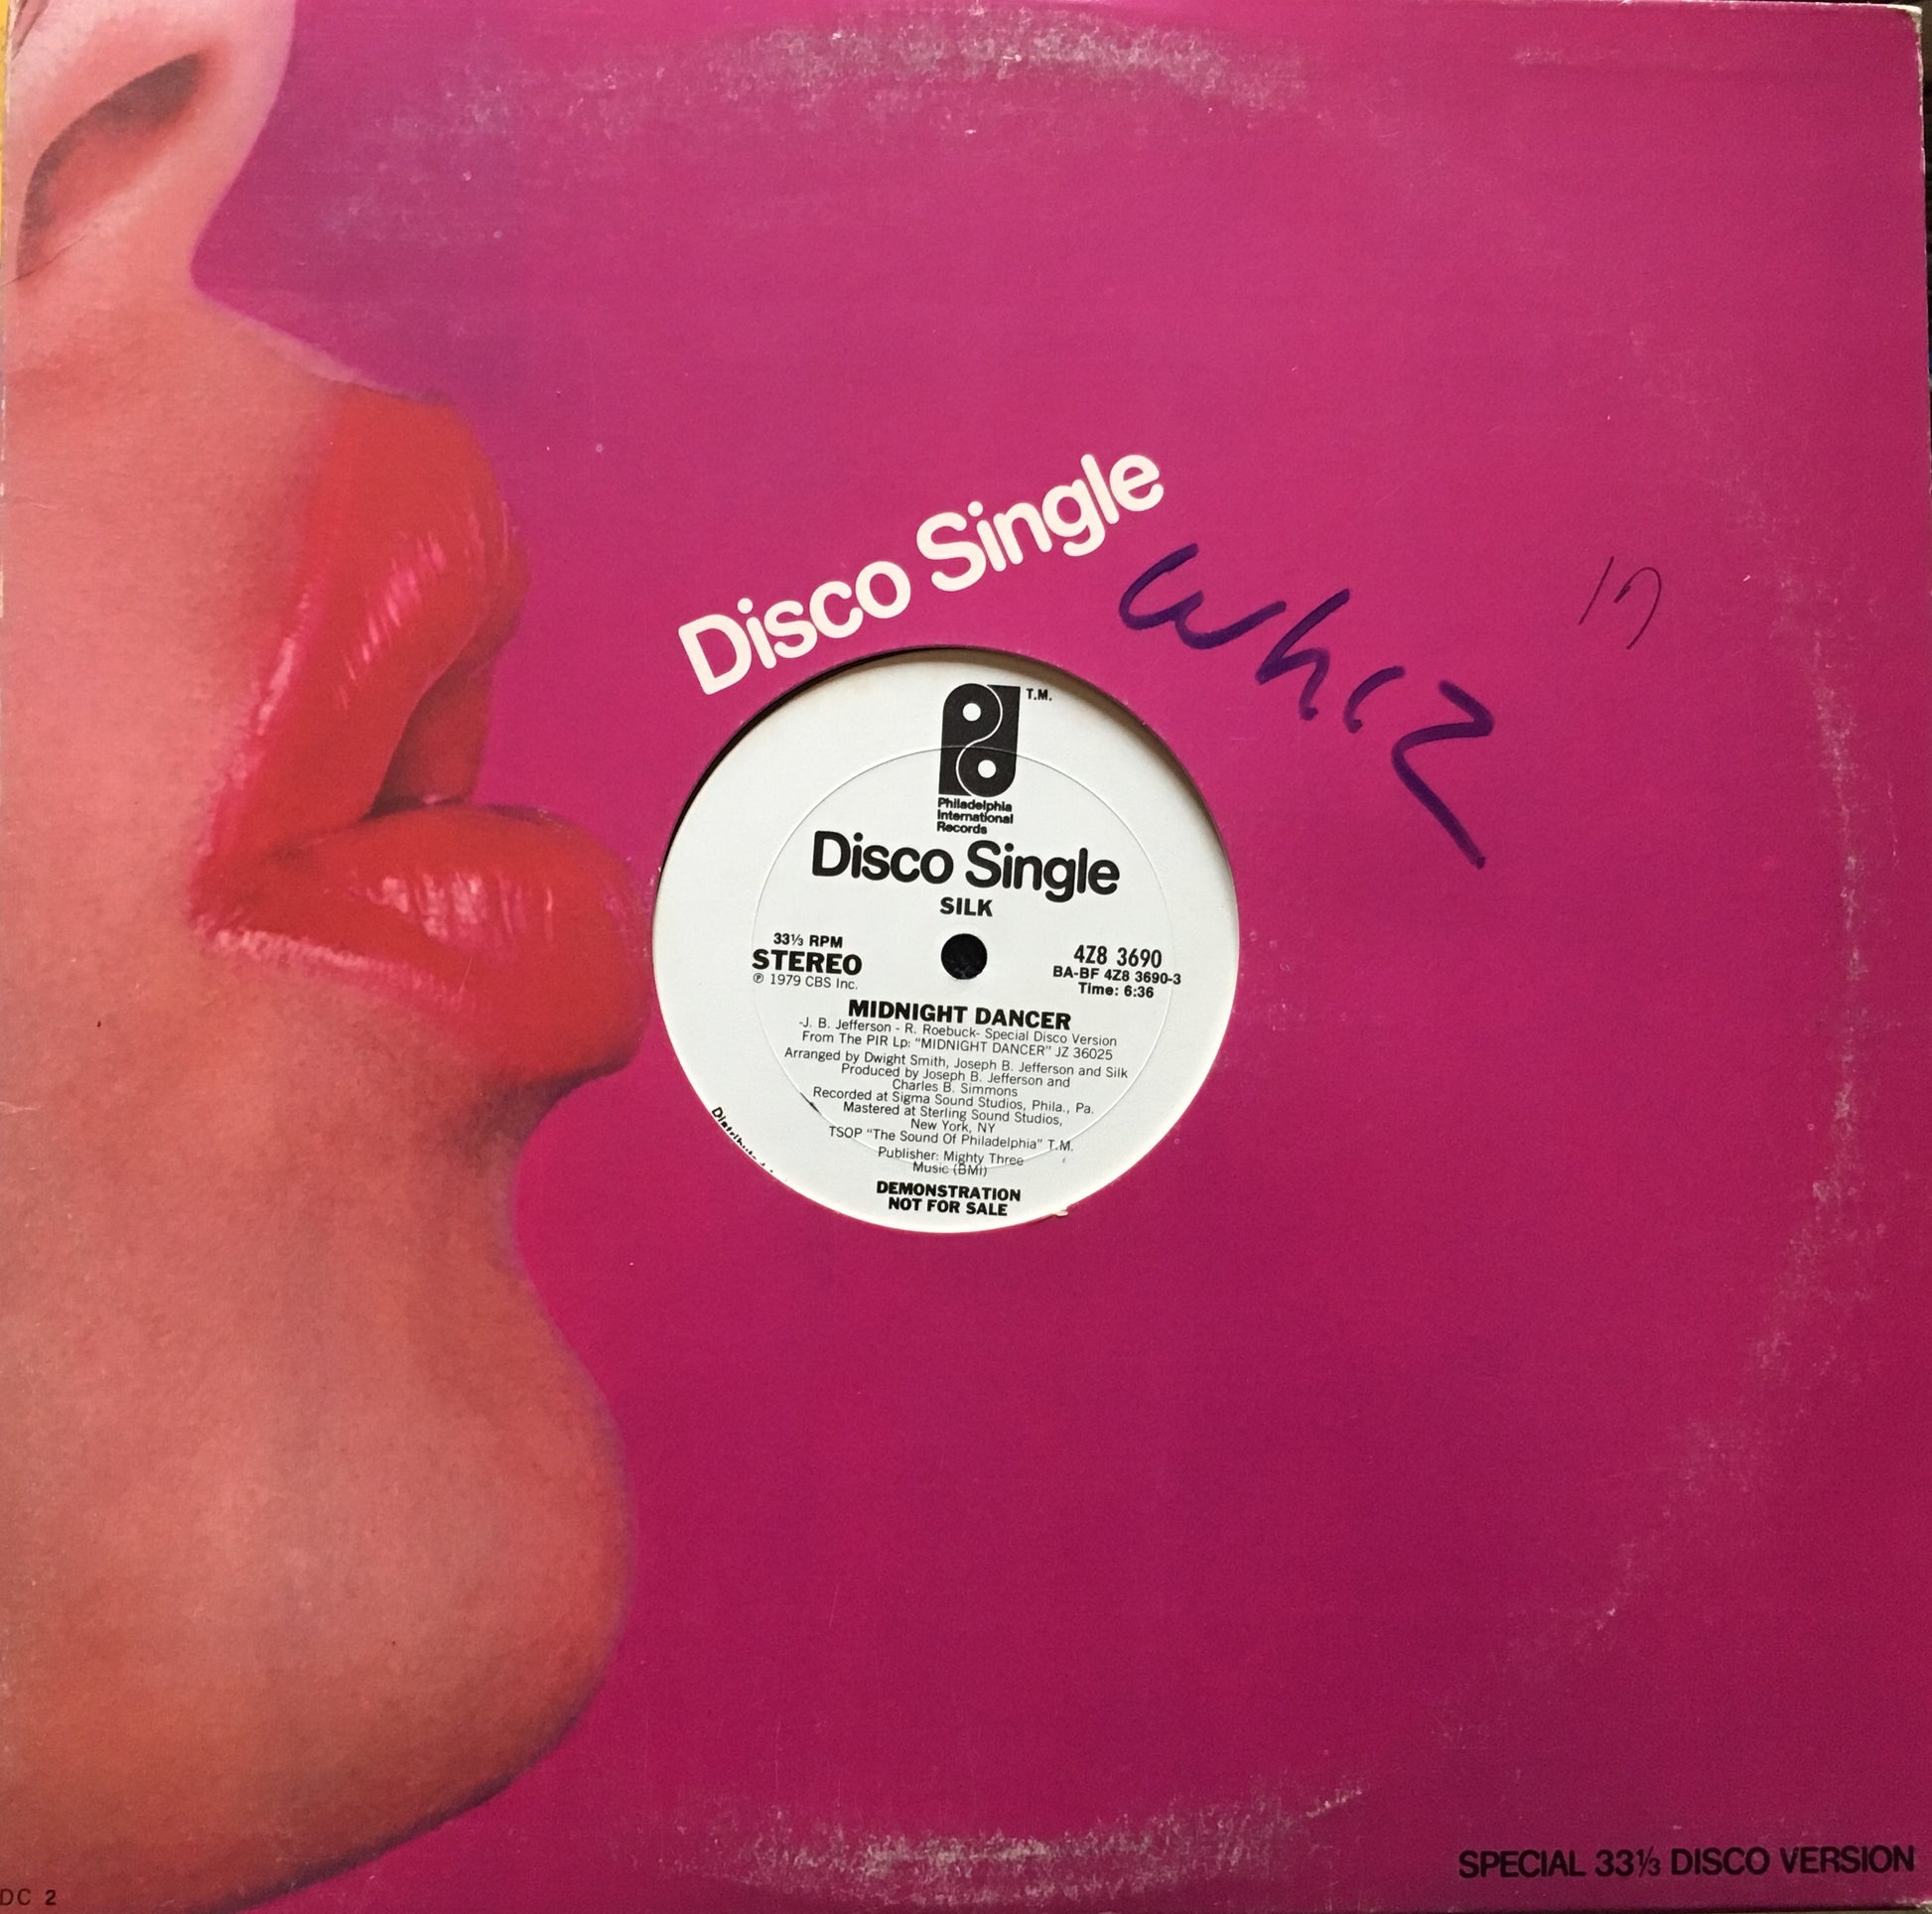 Disco Single
whiz
T.M.
Philadelphia
International
Records
Disco Single
SILK
33⅓ RPM
STEREO
℗ 1979 CBS Inc.
4Z8 3690
BA-BF 4Z8 3690-3
Time: 6:36
MIDNIGHT DANCER
-J. B. Jefferson - R. Roebuck- Special Disco Version
From The PIR Lp: "MIDNIGHT DANCER" JZ 36025
Arranged by Dwight Smith, Joseph B. Jefferson and Silk
Produced by Joseph B. Jefferson and
Charles B. Simmons
Recorded at Sigma Sound Studios, Phila., Pa.
Mastered at Sterling Sound Studios,
New York, NY
TSOP "The Sound Of Philadelphia" T.M.
Publisher: Mighty Three
Music (BMI)
DEMONSTRATION
NOT FOR SALE
SPECIAL 33⅓ DISCO VERSION
DC 2